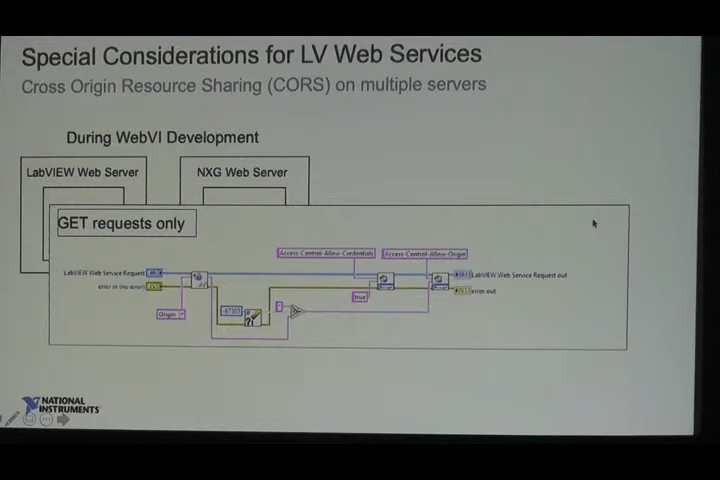 Special Considerations for LV Web Services
Cross Origin Resource Sharing (CORS) on multiple servers
During WebVI Development
LabVIEW Web Server
NXG Web Server
GET requests only
Access-Control-Allow-Credentials
Access-Control-Allow-Origin
LabVIEW Web Service Request
LabVIEW Web Service Request out
error in (no error)
error out
true
Origin
NATIONAL
INSTRUMENTS